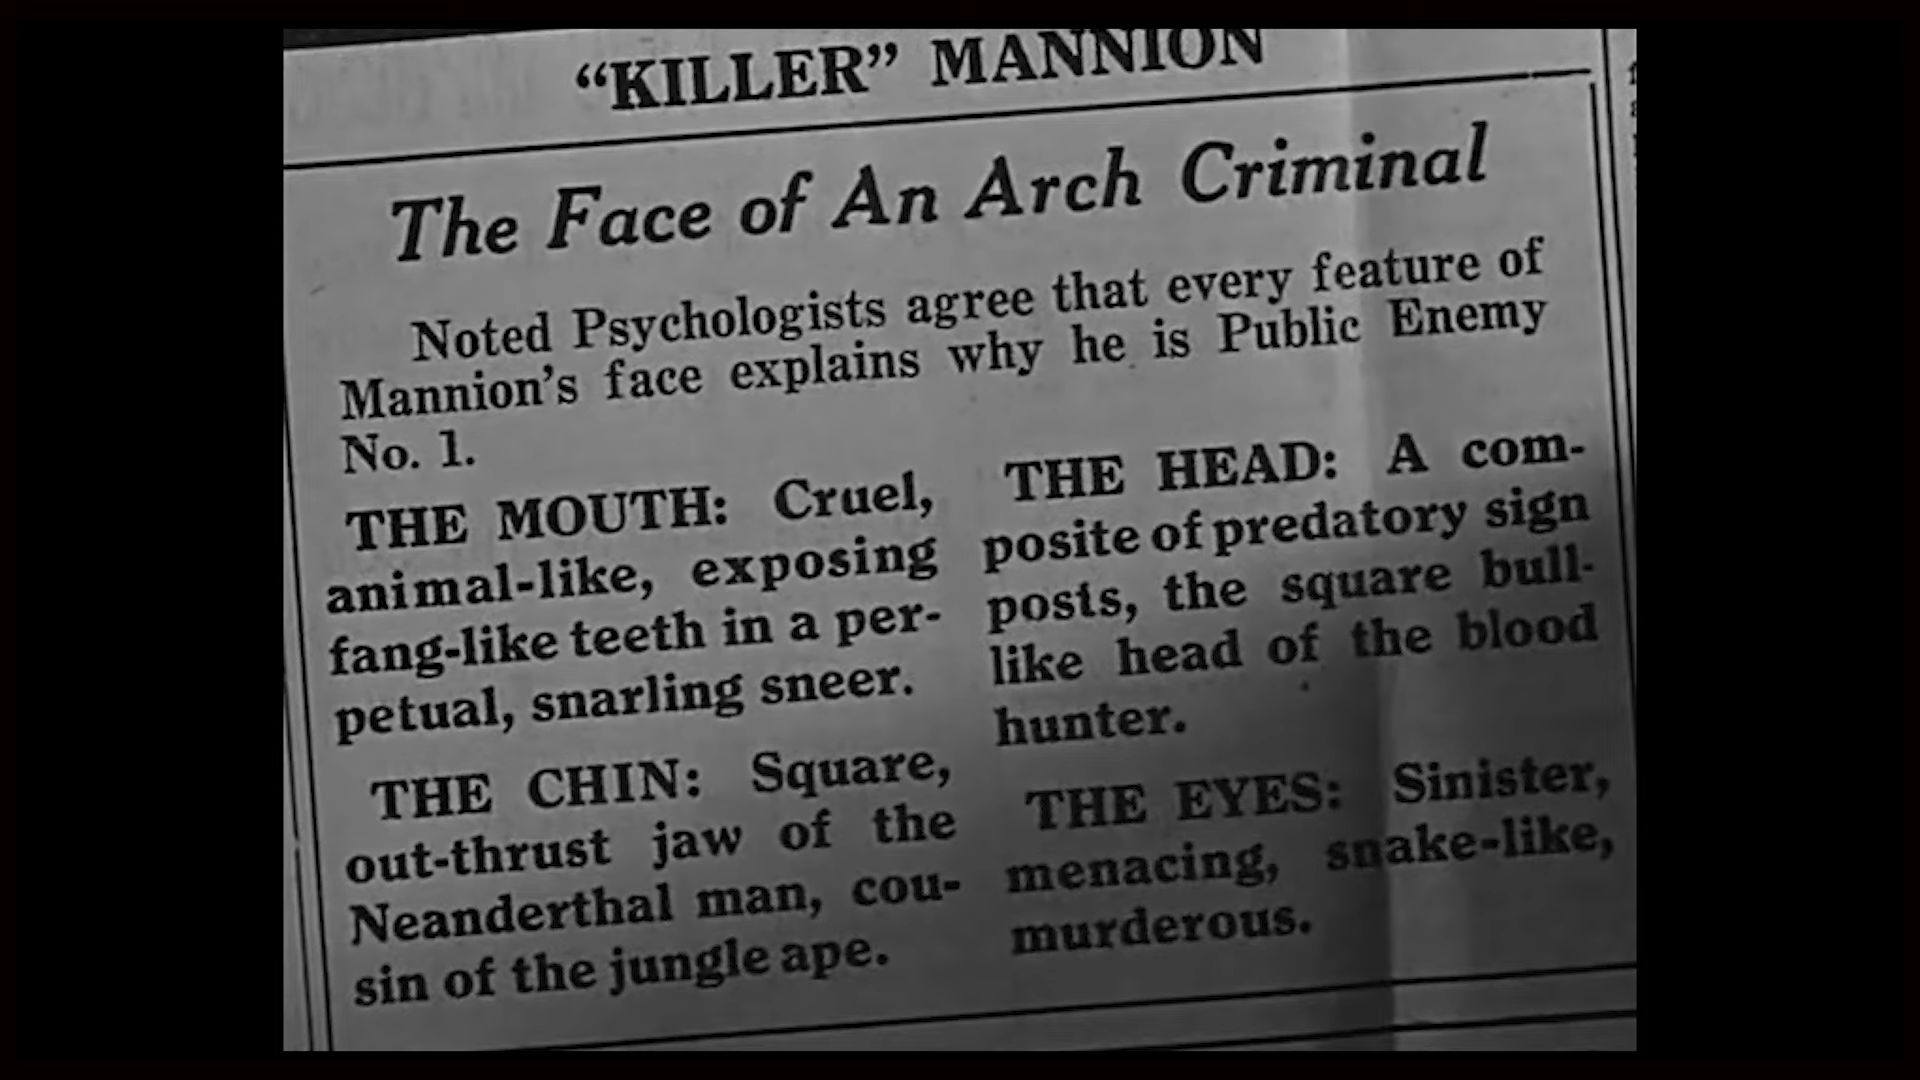 “KILLER” MANNION
The Face of An Arch Criminal
Noted Psychologists agree that every feature of
Mannion’s face explains why he is Public Enemy
No. 1.
THE MOUTH: Cruel,
animal-like, exposing
fang-like teeth in a per-
petual, snarling sneer.
THE CHIN: Square,
out-thrust jaw of the
Neanderthal man, cou-
sin of the jungle ape.
THE HEAD: A com-
posite of predatory sign
posts, the square bull-
like head of the blood
hunter.
THE EYES: Sinister,
menacing, snake-like,
murderous.